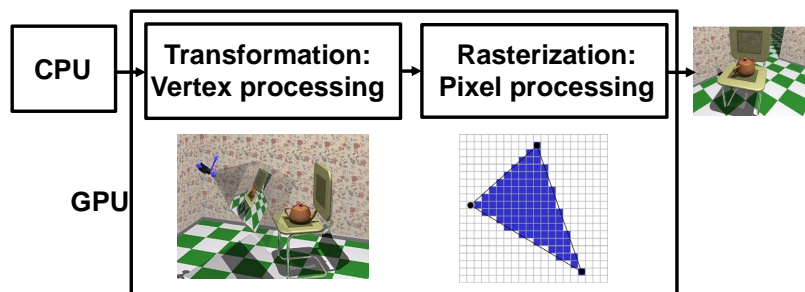 CPU
Transformation:
Vertex processing
Rasterization:
Pixel processing
GPU